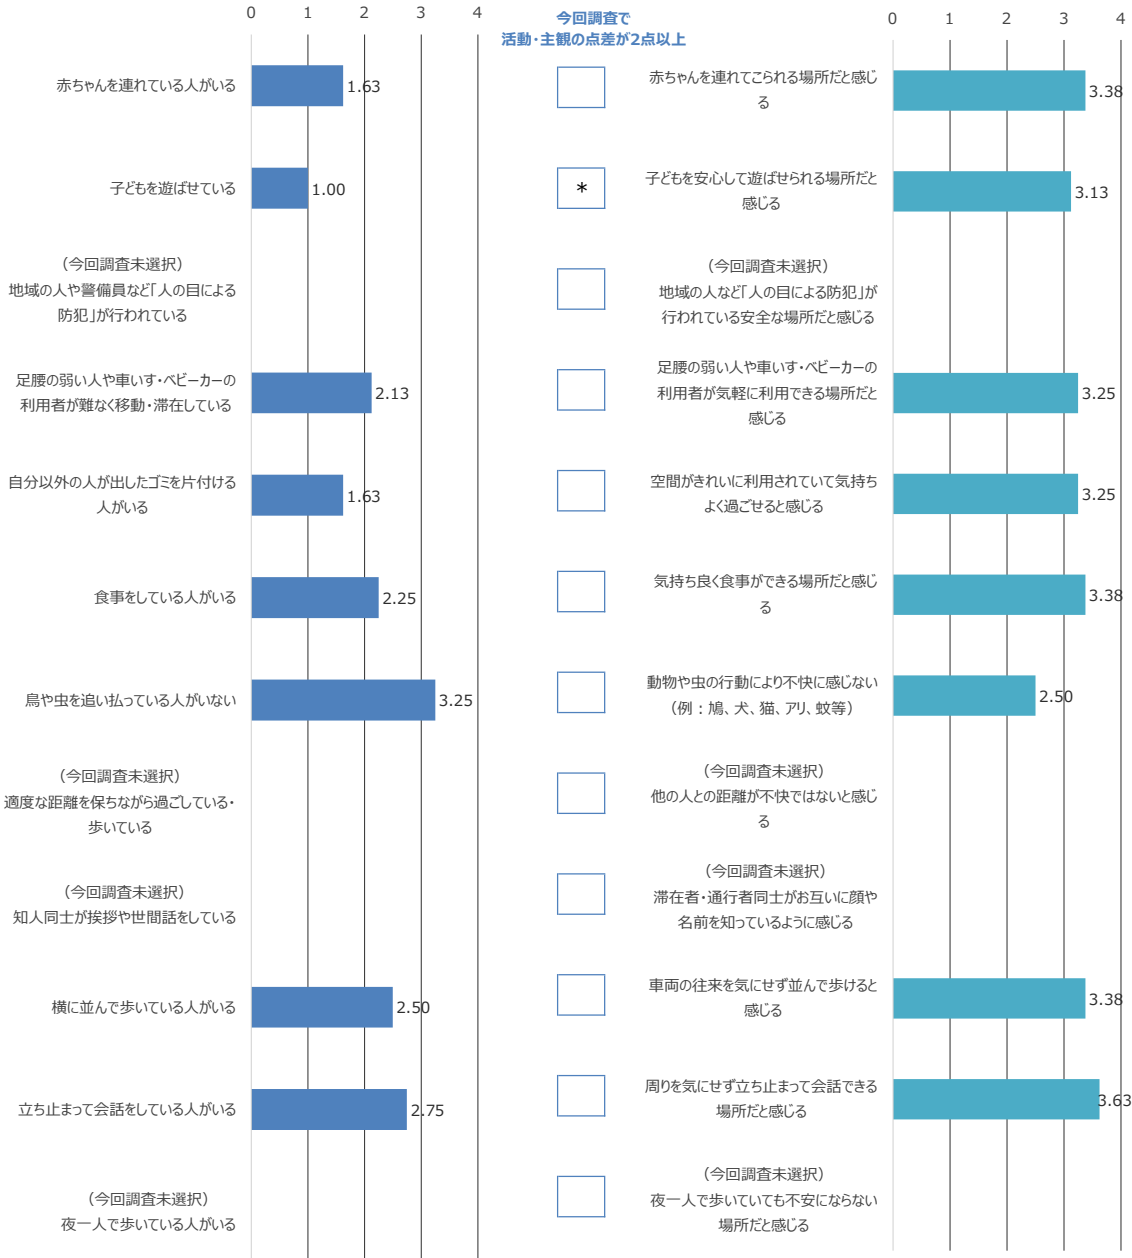 0 1 2 3 4
今回調査で
活動・主観の点差が2点以上
0 1 2 3 4
赤ちゃんを連れている人がいる
1.63
赤ちゃんを連れてこられる場所だと感じ
る
3.38
子どもを遊ばせている
1.00
*
子どもを安心して遊ばせられる場所だと
感じる
3.13
（今回調査未選択）
地域の人や警備員など「人の目による
防犯」が行われている
（今回調査未選択）
地域の人など「人の目による防犯」が
行われている安全な場所だと感じる
足腰の弱い人や車いす・ベビーカーの
利用者が難なく移動・滞在している
2.13
足腰の弱い人や車いす・ベビーカーの
利用者が気軽に利用できる場所だと
感じる
3.25
自分以外の人が出したゴミを片付ける
人がいる
1.63
空間がきれいに利用されていて気持ち
よく過ごせると感じる
3.25
食事をしている人がいる
2.25
気持ち良く食事ができる場所だと感じ
る
3.38
鳥や虫を追い払っている人がいない
3.25
動物や虫の行動により不快に感じない
（例：鳩、犬、猫、アリ、蚊等）
2.50
（今回調査未選択）
適度な距離を保ちながら過ごしている・
歩いている
（今回調査未選択）
他の人との距離が不快ではないと感じ
る
（今回調査未選択）
知人同士が挨拶や世間話をしている
（今回調査未選択）
滞在者・通行者同士がお互いに顔や
名前を知っているように感じる
横に並んで歩いている人がいる
2.50
車両の往来を気にせず並んで歩けると
感じる
3.38
立ち止まって会話をしている人がいる
2.75
周りを気にせず立ち止まって会話できる
場所だと感じる
3.63
（今回調査未選択）
夜一人で歩いている人がいる
（今回調査未選択）
夜一人で歩いていても不安にならない
場所だと感じる